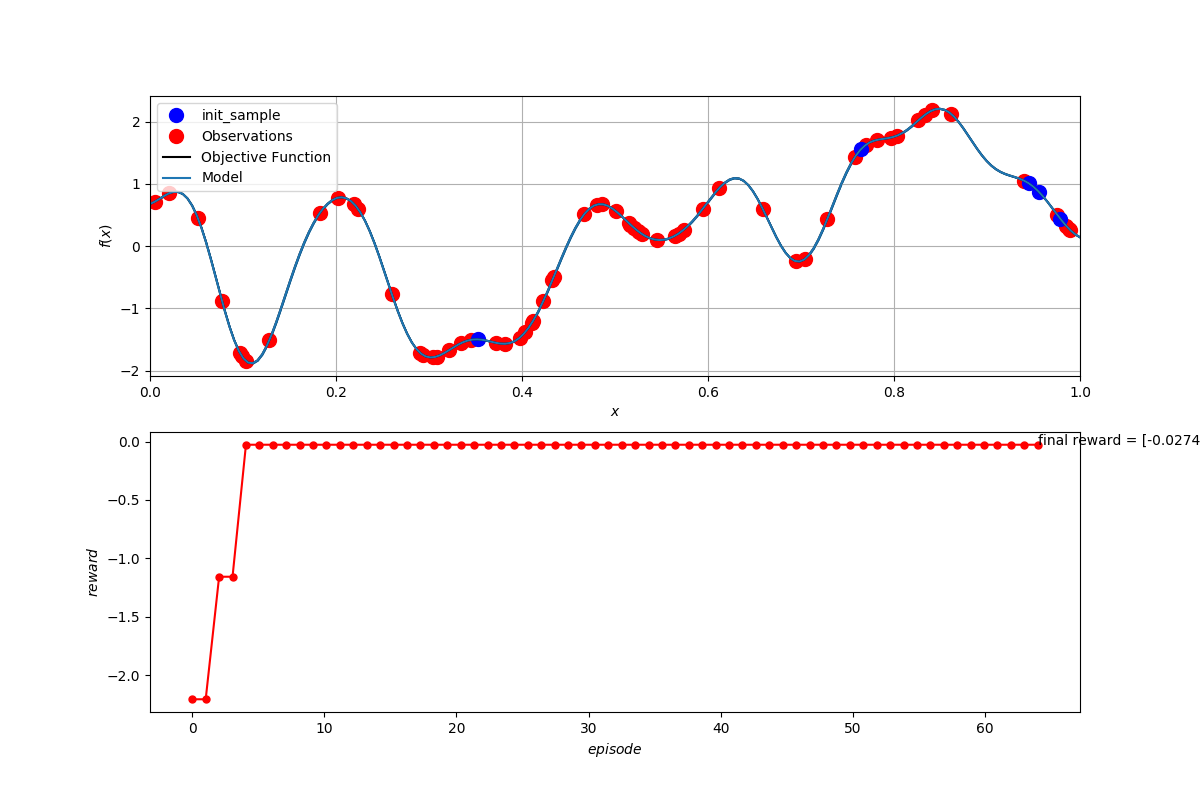 init_sample
Observations
Objective Function
Model
2
1
0
−1
−2
f(x)
0.0 0.2 0.4 0.6 0.8 1.0
x
final reward = [-0.0274
0.0
−0.5
−1.0
−1.5
−2.0
reward
0 10 20 30 40 50 60
episode